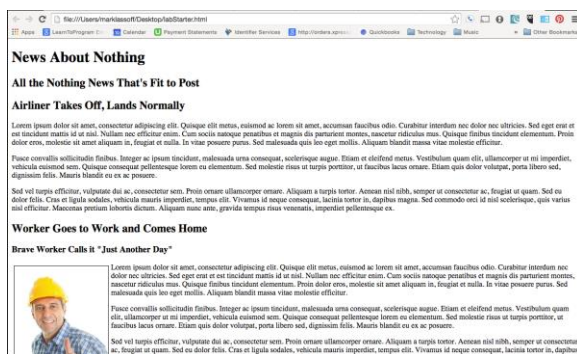 file:///Users/marklassoff/Desktop/labStarter.html
Apps LearnToProgram Payment Statements Identifier Services Quickbooks Technology Music Other Bookmarks
News About Nothing
All the Nothing News That's Fit to Post
Airliner Takes Off, Lands Normally
Lorem ipsum dolor sit amet, consectetur adipiscing elit. Quisque elit metus, euismod ac lorem sit amet, accumsan faucibus odio. Curabitur interdum nec dolor nec ultricies. Sed eget erat et
est tincidunt mattis id ut nisl. Nullam nec efficitur enim. Cum sociis natoque penatibus et magnis dis parturient montes, nascetur ridiculus mus. Quisque finibus tincidunt elementum. Proin
dolor eros, molestie sit amet aliquam in, feugiat et nulla. In vitae posuere purus. Sed malesuada quis leo eget mollis. Aliquam blandit massa vitae molestie efficitur.
Fusce convallis sollicitudin finibus. Integer ac ipsum tincidunt, malesuada urna consequat, scelerisque augue. Etiam et eleifend metus. Vestibulum quam elit, ullamcorper ut mi imperdiet,
vehicula euismod sem. Quisque consequat pellentesque lorem eu elementum. Sed molestie risus ut turpis porttitor, ut faucibus lacus ornare. Etiam quis dolor volutpat, porta libero sed,
dignissim felis. Mauris blandit eu ex ac posuere.
Sed vel turpis efficitur, vulputate dui ac, consectetur sem. Proin ornare ullamcorper ornare. Aliquam a turpis tortor. Aenean nisl nibh, semper ut consectetur ac, feugiat ut quam. Sed eu
dolor felis. Cras et ligula sodales, vehicula mauris imperdiet, tempus elit. Vivamus id neque consequat, lacinia tortor in, dapibus magna. Sed commodo orci id nisl scelerisque, quis varius
nisl efficitur. Maecenas pretium lobortis dictum. Aliquam nunc ante, gravida tempus risus venenatis, imperdiet pellentesque ex.
Worker Goes to Work and Comes Home
Brave Worker Calls it "Just Another Day"
Lorem ipsum dolor sit amet, consectetur adipiscing elit. Quisque elit metus, euismod ac lorem sit amet, accumsan faucibus odio. Curabitur interdum nec
dolor nec ultricies. Sed eget erat et est tincidunt mattis id ut nisl. Nullam nec efficitur enim. Cum sociis natoque penatibus et magnis dis parturient montes,
nascetur ridiculus mus. Quisque finibus tincidunt elementum. Proin dolor eros, molestie sit amet aliquam in, feugiat et nulla. In vitae posuere purus. Sed
malesuada quis leo eget mollis. Aliquam blandit massa vitae molestie efficitur.
Fusce convallis sollicitudin finibus. Integer ac ipsum tincidunt, malesuada urna consequat, scelerisque augue. Etiam et eleifend metus. Vestibulum quam
elit, ullamcorper ut mi imperdiet, vehicula euismod sem. Quisque consequat pellentesque lorem eu elementum. Sed molestie risus ut turpis porttitor, ut
faucibus lacus ornare. Etiam quis dolor volutpat, porta libero sed, dignissim felis. Mauris blandit eu ex ac posuere.
Sed vel turpis efficitur, vulputate dui ac, consectetur sem. Proin ornare ullamcorper ornare. Aliquam a turpis tortor. Aenean nisl nibh, semper ut consectetur
ac, feugiat ut quam. Sed eu dolor felis. Cras et ligula sodales, vehicula mauris imperdiet, tempus elit. Vivamus id neque consequat, lacinia tortor in, dapibus